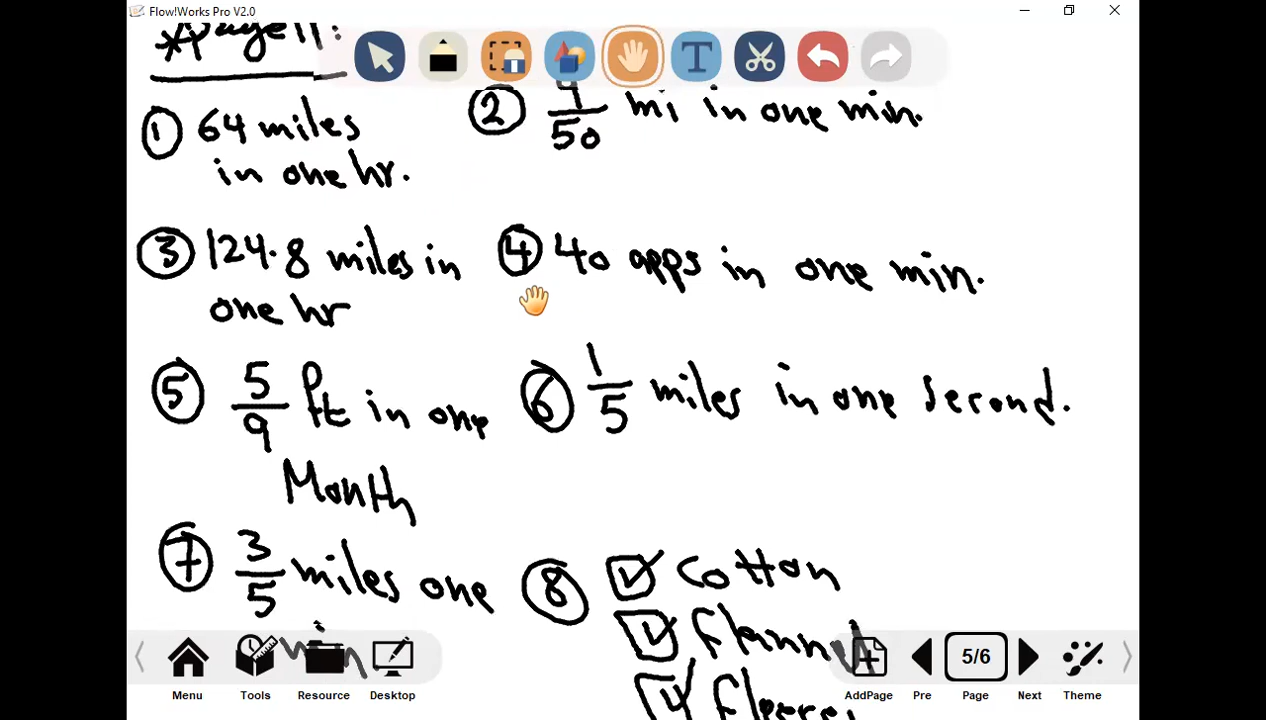 Flow!Works Pro V2.0
*page 11:
① 64 miles
in one hr.
② /50 mi in one min.
③ 124.8 miles in
one hr
④ 40 apps in one min.
⑤ 5/9 ft in one
Month
⑥ 1/5 miles in one second.
⑦ 3/5 miles one
⑧ ☑ Cotton
☑ flannel
☑ fleece
Menu Tools Resource Desktop
5/6
AddPage Pre Page Next Theme